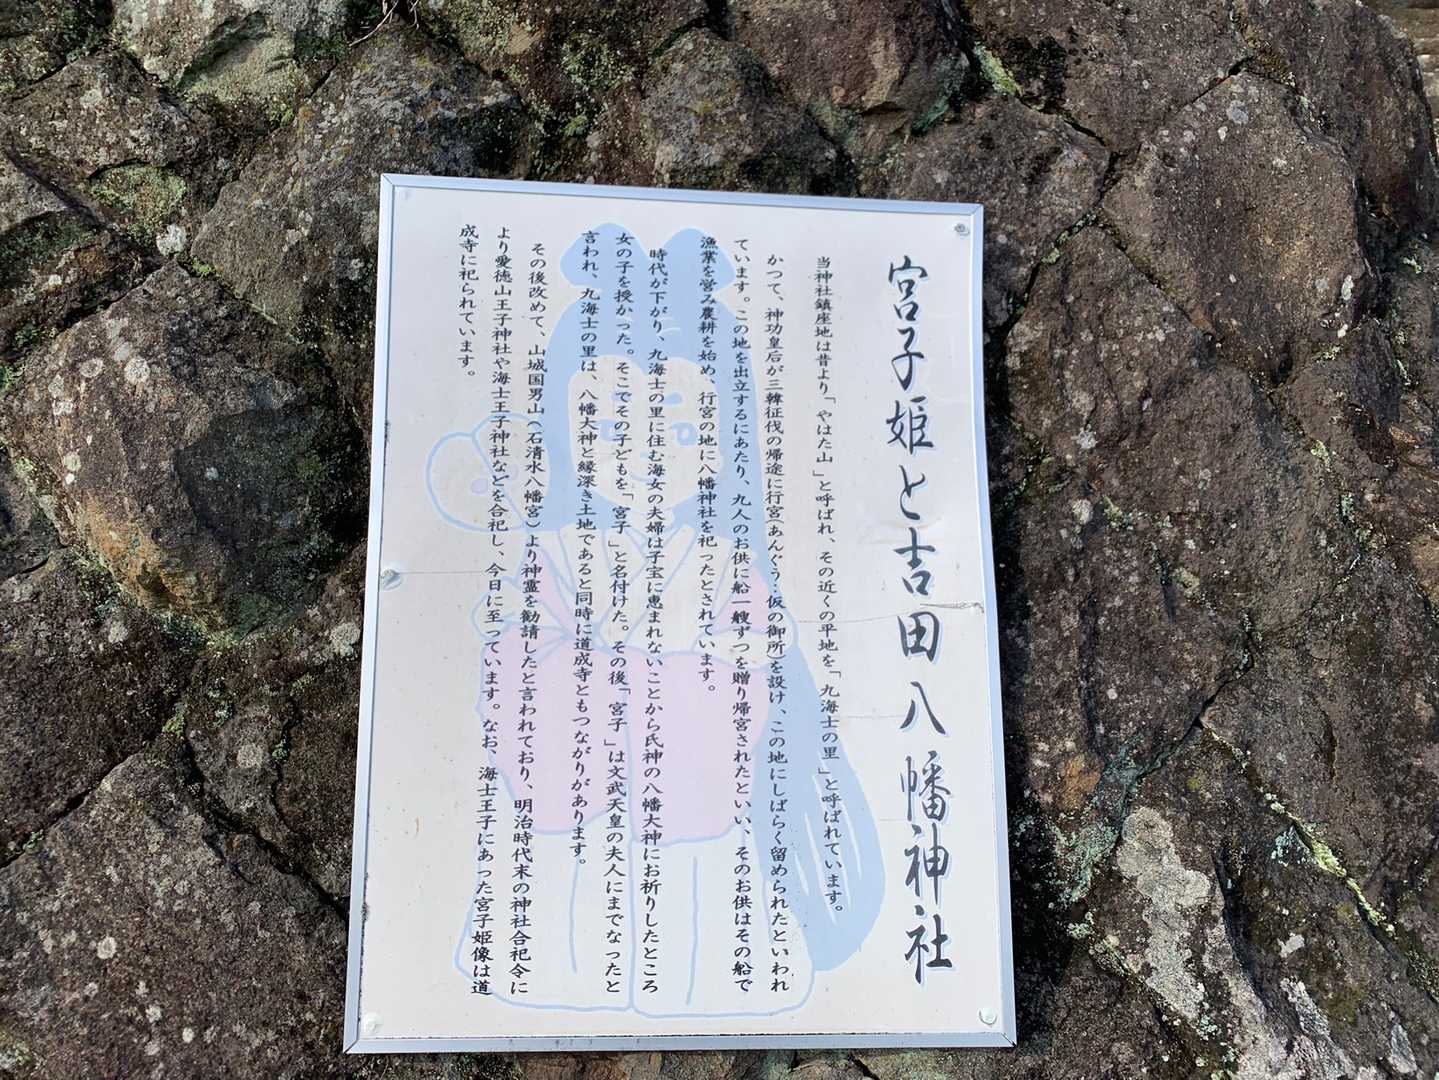 宮子姫と吉田八幡神社
当神社鎮座地は昔より「やはた山」と呼ばれ、その近くの平地を「九海士の里」と呼ばれています。
かつて、神功皇后が三韓征伐の帰途に行宮(あんぐう:仮の御所)を設け、この地にしばらく留められたといわれ
ています。この地を出立するにあたり、九人のお供に船一艘ずつを贈り帰宮されたといい、そのお供はその船で
漁業を営み農耕を始め、行宮の地に八幡神社を祀ったとされています。
時代が下がり、九海士の里に住む海女の夫婦は子宝に恵まれないことから氏神の八幡大神にお祈りしたところ
女の子を授かった。そこでその子どもを「宮子」と名付けた。その後「宮子」は文武天皇の夫人にまでなったと
言われ、九海士の里は、八幡大神と縁深き土地であると同時に道成寺ともつながりがあります。
その後改めて、山城国男山(石清水八幡宮)より神霊を勧請したと言われており、明治時代末の神社合祀令に
より愛徳山王子神社や海士王子神社などを合祀し、今日に至っています。なお、海士王子にあった宮子姫像は道
成寺に祀られています。